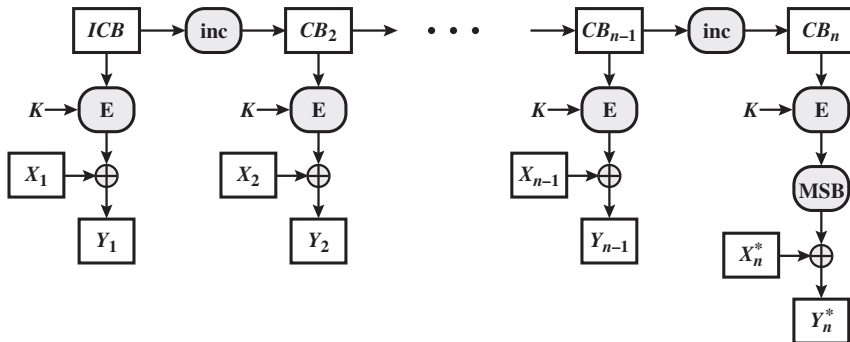 ICB inc CB₂ • • • CBₙ₋₁ inc CBₙ
K E K E K E K E
X₁ X₂ Xₙ₋₁ MSB
Y₁ Y₂ Yₙ₋₁ Xₙ*
Yₙ*